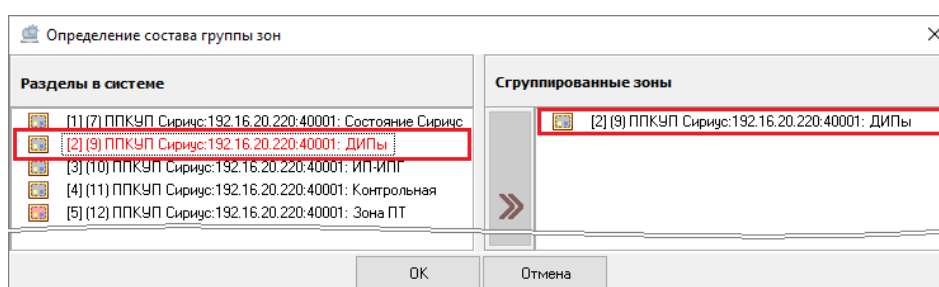 Определение состава группы зон
Разделы в системе
[1] (7) ППКУП Сириус:192.16.20.220:40001: Состояние Сириус
[2] (9) ППКУП Сириус:192.16.20.220:40001: ДИПы
[3] (10) ППКУП Сириус:192.16.20.220:40001: ИП-ИПГ
[4] (11) ППКУП Сириус:192.16.20.220:40001: Контрольная
[5] (12) ППКУП Сириус:192.16.20.220:40001: Зона ПТ
Сгруппированные зоны
[2] (9) ППКУП Сириус:192.16.20.220:40001: ДИПы
OK
Отмена